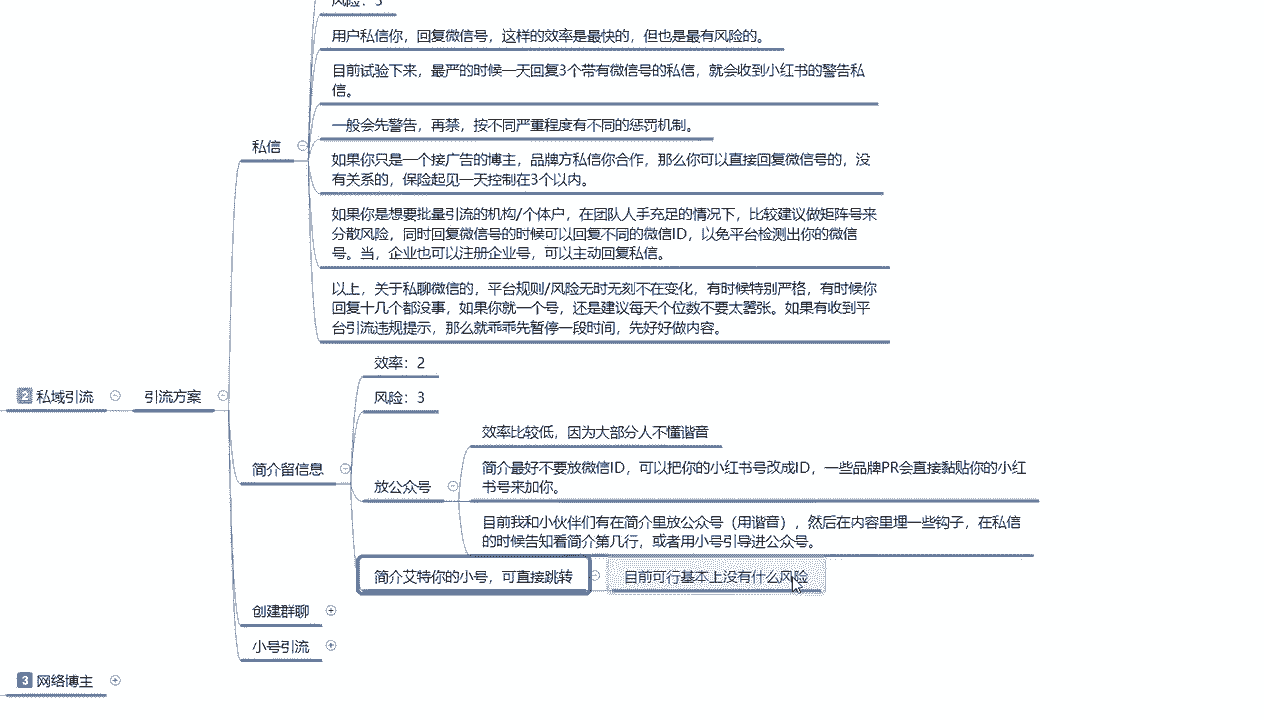 风险：5
用户私信你，回复微信号，这样的效率是最快的，但也是最有风险的。
目前试验下来，最严的时候一天回复3个带有微信号的私信，就会收到小红书的警告私
信。
一般会先警告，再禁，按不同严重程度有不同的惩罚机制。
私信
如果你只是一个接广告的博主，品牌方私信你合作，那么你可以直接回复微信号的，没
有关系的，保险起见一天控制在3个以内。
如果你是想要批量引流的机构/个体户，在团队人手充足的情况下，比较建议做矩阵号来
分散风险，同时回复微信号的时候可以回复不同的微信ID，以免平台检测出你的微信
号。当，企业也可以注册企业号，可以主动回复私信。
以上，关于私聊微信的，平台规则/风险无时无刻不在变化，有时候特别严格，有时候你
回复十几个都没事，如果你就一个号，还是建议每天个位数不要太嚣张。如果有收到平
台引流违规提示，那么就乖乖先暂停一段时间，先好好做内容。
效率：2
2 私域引流
引流方案
风险：3
效率比较低，因为大部分人不懂谐音
简介留信息
简介最好不要放微信ID，可以把你的小红书号改成ID，一些品牌PR会直接黏贴你的小红
书号来加你。
放公众号
目前我和小伙伴们有在简介里放公众号（用谐音），然后在内容里埋一些钩子，在私信
的时候告知看简介第几行，或者用小号引导进公众号。
简介艾特你的小号，可直接跳转
目前可行基本上没有什么风险
创建群聊
小号引流
3 网络博主